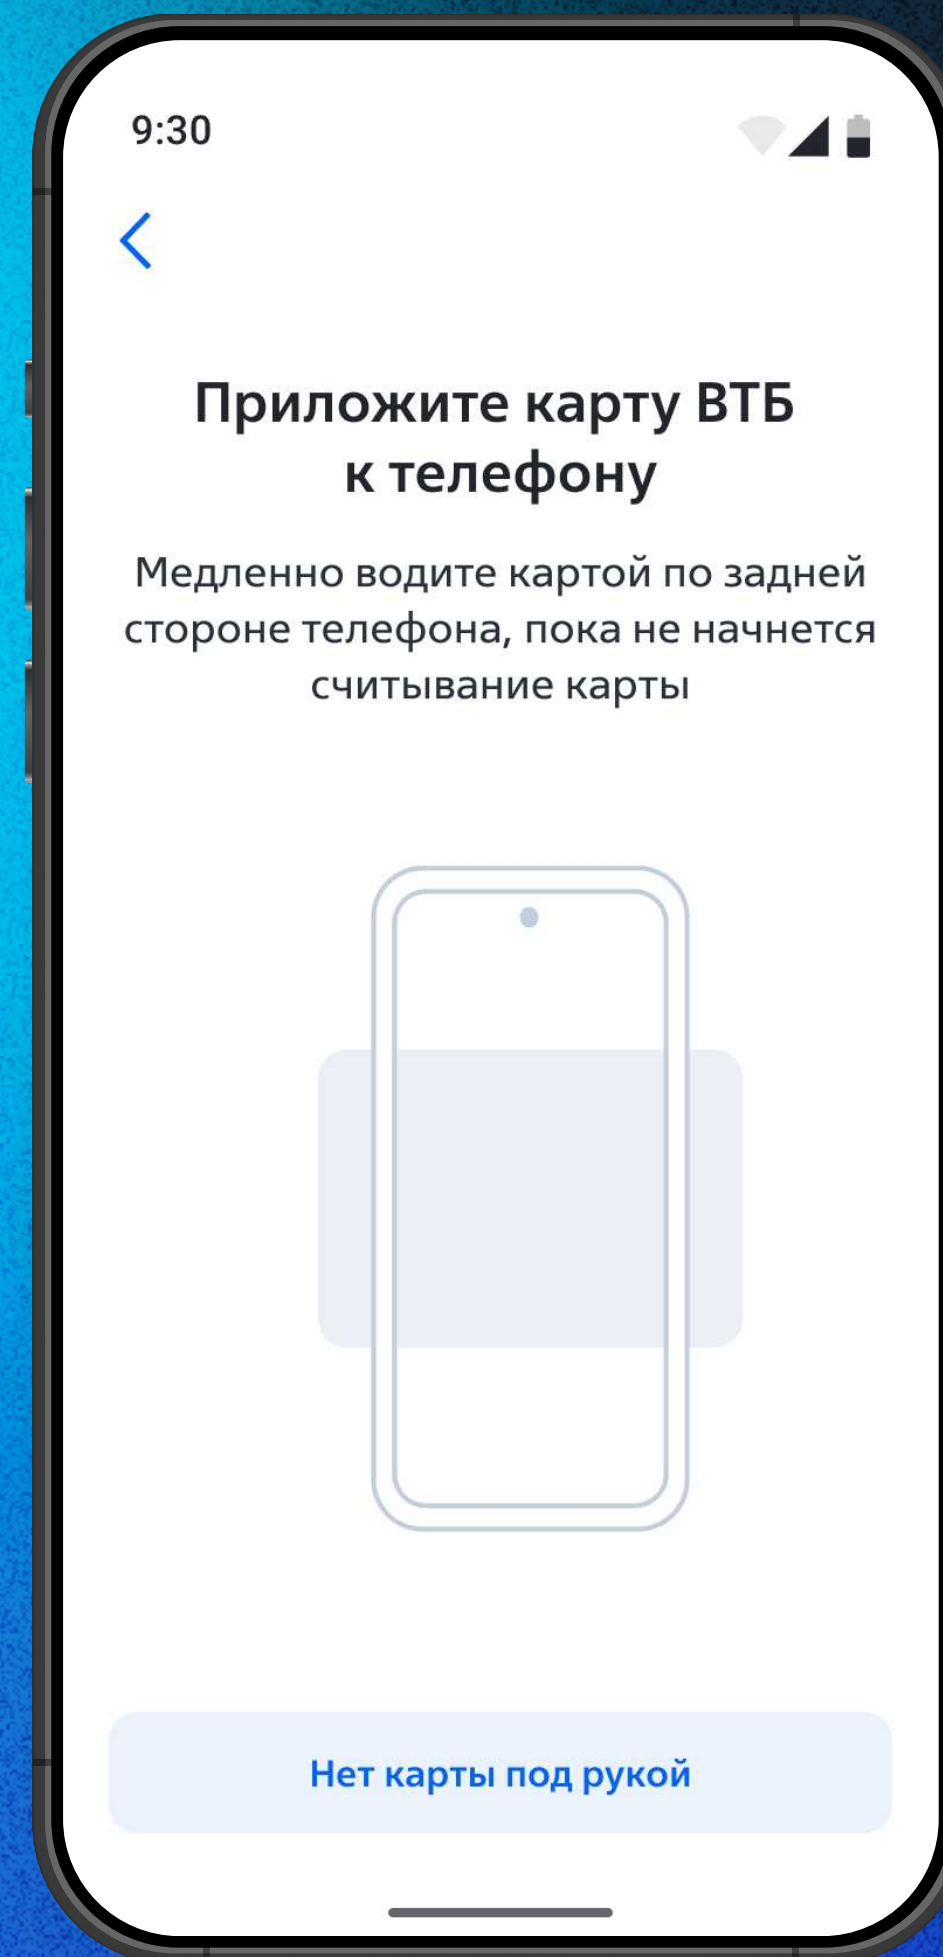 9:30
Приложите карту ВТБ
к телефону
Медленно водите картой по задней
стороне телефона, пока не начнется
считывание карты
Нет карты под рукой